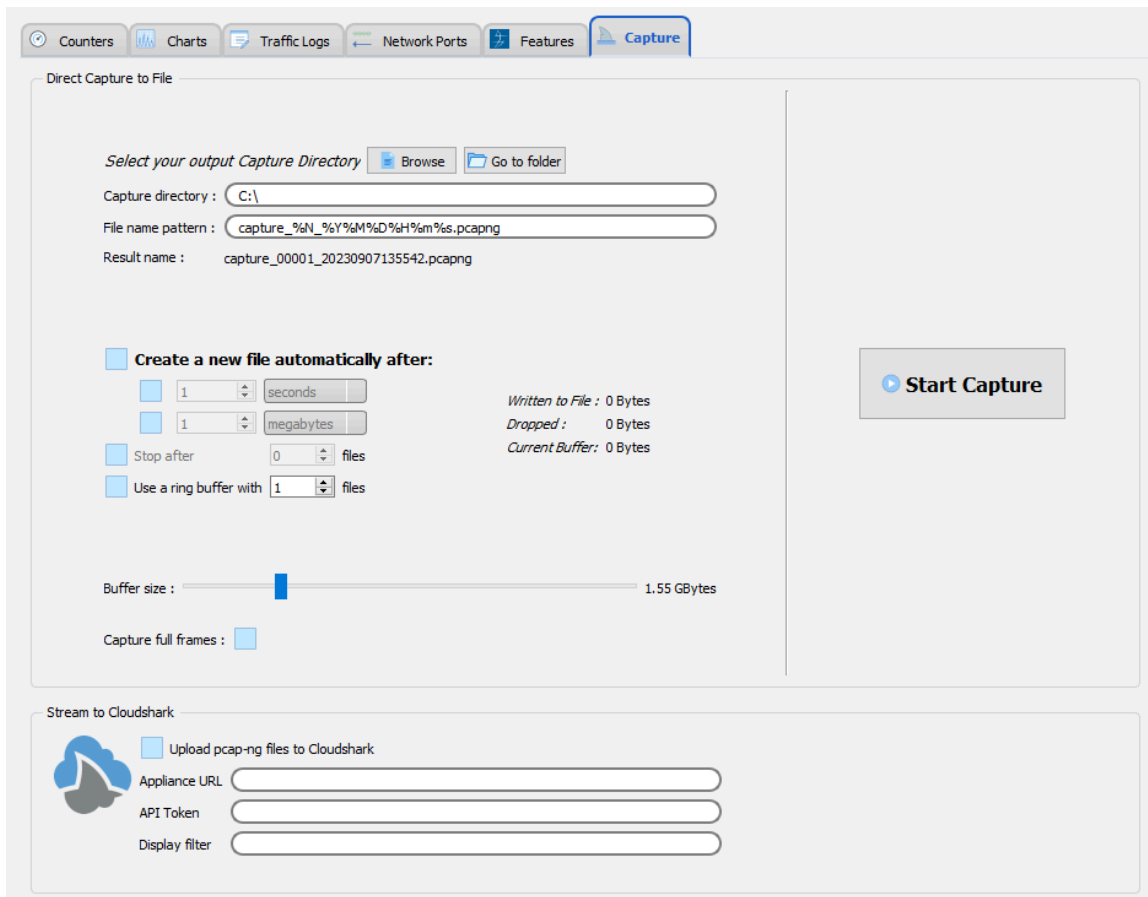 Counters Charts Traffic Logs Network Ports Features Capture
Direct Capture to File
Select your output Capture Directory Browse Go to folder
Capture directory : C:\
File name pattern : capture_%N_%Y%M%D%H%m%s.pcapng
Result name : capture_00001_20230907135542.pcapng
Create a new file automatically after:
1 seconds
1 megabytes
Stop after 0 files
Use a ring buffer with 1 files
Written to File : 0 Bytes
Dropped : 0 Bytes
Current Buffer: 0 Bytes
Start Capture
Buffer size : 1.55 GBytes
Capture full frames :
Stream to Cloudshark
Upload pcap-ng files to Cloudshark
Appliance URL
API Token
Display filter